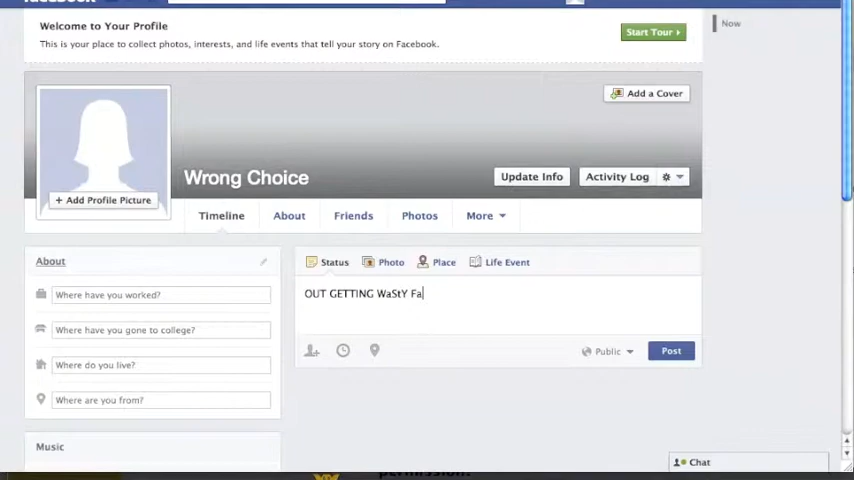 facebook
Welcome to Your Profile
This is your place to collect photos, interests, and life events that tell your story on Facebook.
Start Tour
Now
Add a Cover
Wrong Choice
Update Info
Activity Log
+ Add Profile Picture
Timeline
About
Friends
Photos
More
About
Status
Photo
Place
Life Event
Where have you worked?
OUT GETTING WaStY Fa
Where have you gone to college?
Public
Post
Where do you live?
Where are you from?
Music
Chat
permission.